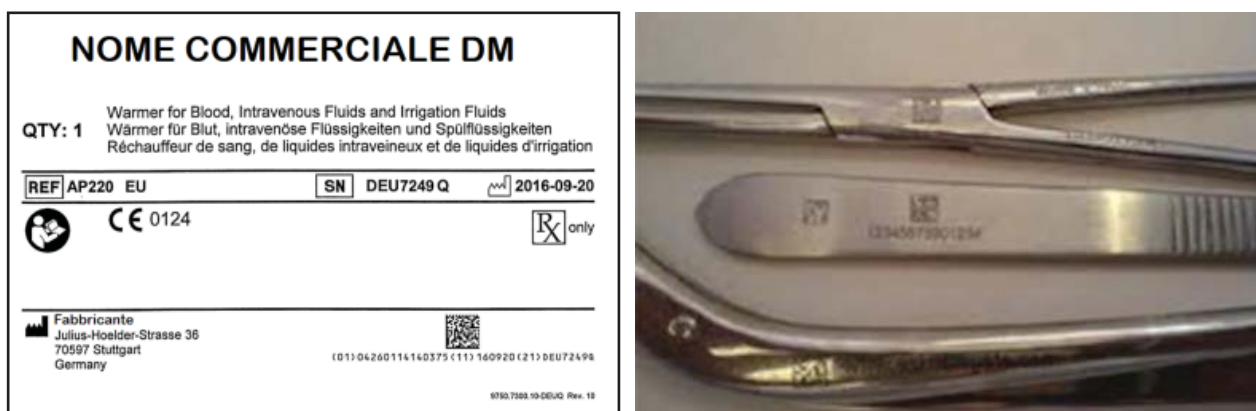 NOME COMMERCIALE DM
QTY: 1
Warmer for Blood, Intravenous Fluids and Irrigation Fluids
Wärmer für Blut, intravenöse Flüssigkeiten und Spülflüssigkeiten
Réchauffeur de sang, de liquides intraveineux et de liquides d'irrigation
REF AP220 EU SN DEU7249 Q 2016-09-20
CE 0124 Rx only
Fabbricante
Julius-Hoelder-Strasse 36
70597 Stuttgart
Germany
(01)04260114140375(11)160920(21)DEU7249Q
9750.7300.10-DEUQ Rev. 10